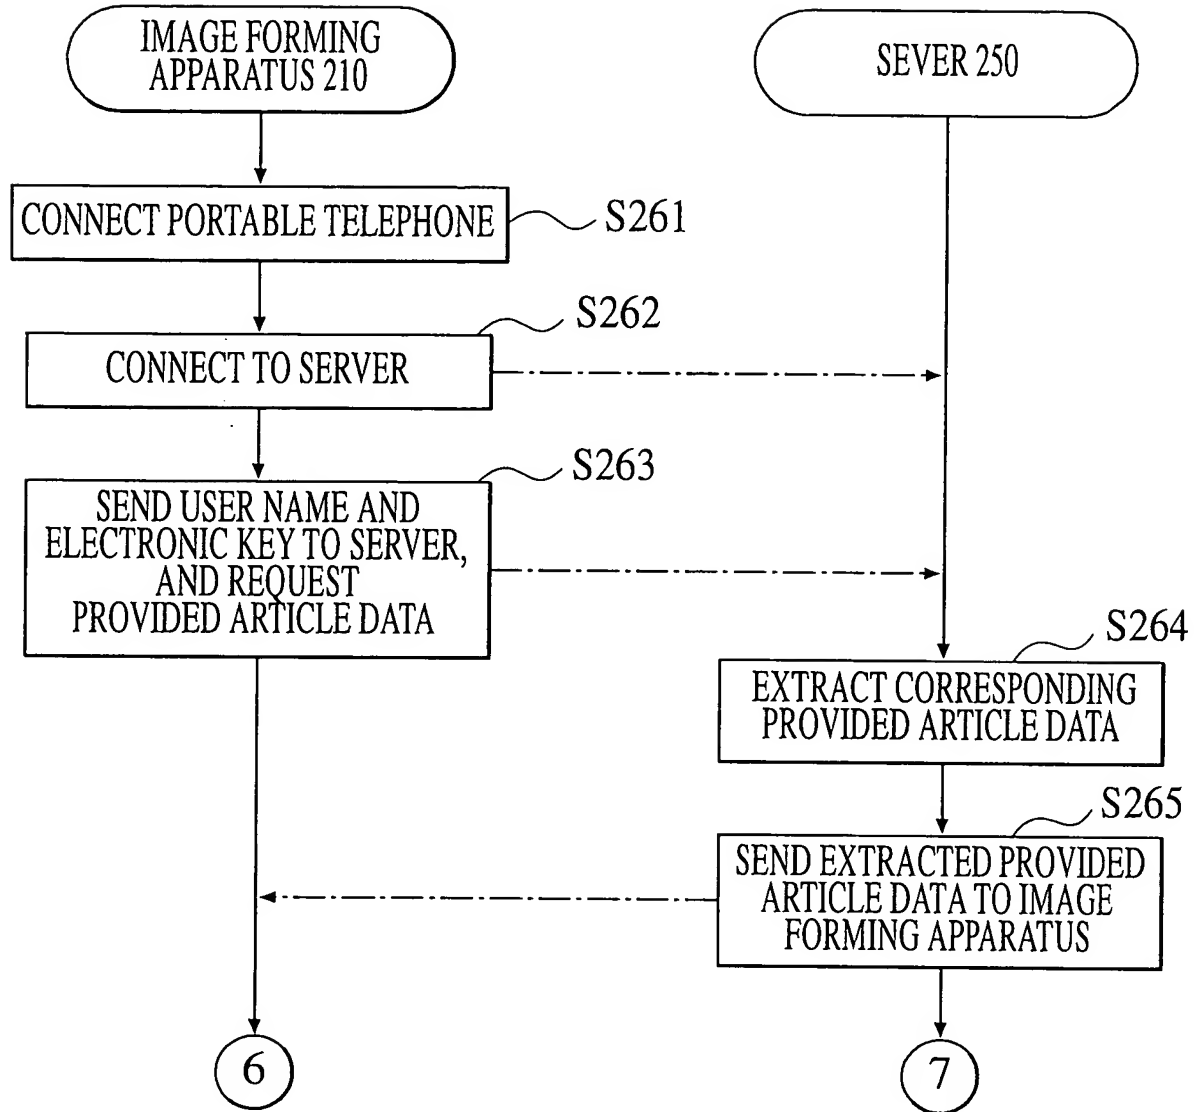 IMAGE FORMING
APPARATUS 210
SEVER 250
CONNECT PORTABLE TELEPHONE
S261
S262
CONNECT TO SERVER
S263
SEND USER NAME AND
ELECTRONIC KEY TO SERVER,
AND REQUEST
PROVIDED ARTICLE DATA
S264
EXTRACT CORRESPONDING
PROVIDED ARTICLE DATA
S265
SEND EXTRACTED PROVIDED
ARTICLE DATA TO IMAGE
FORMING APPARATUS
6
7